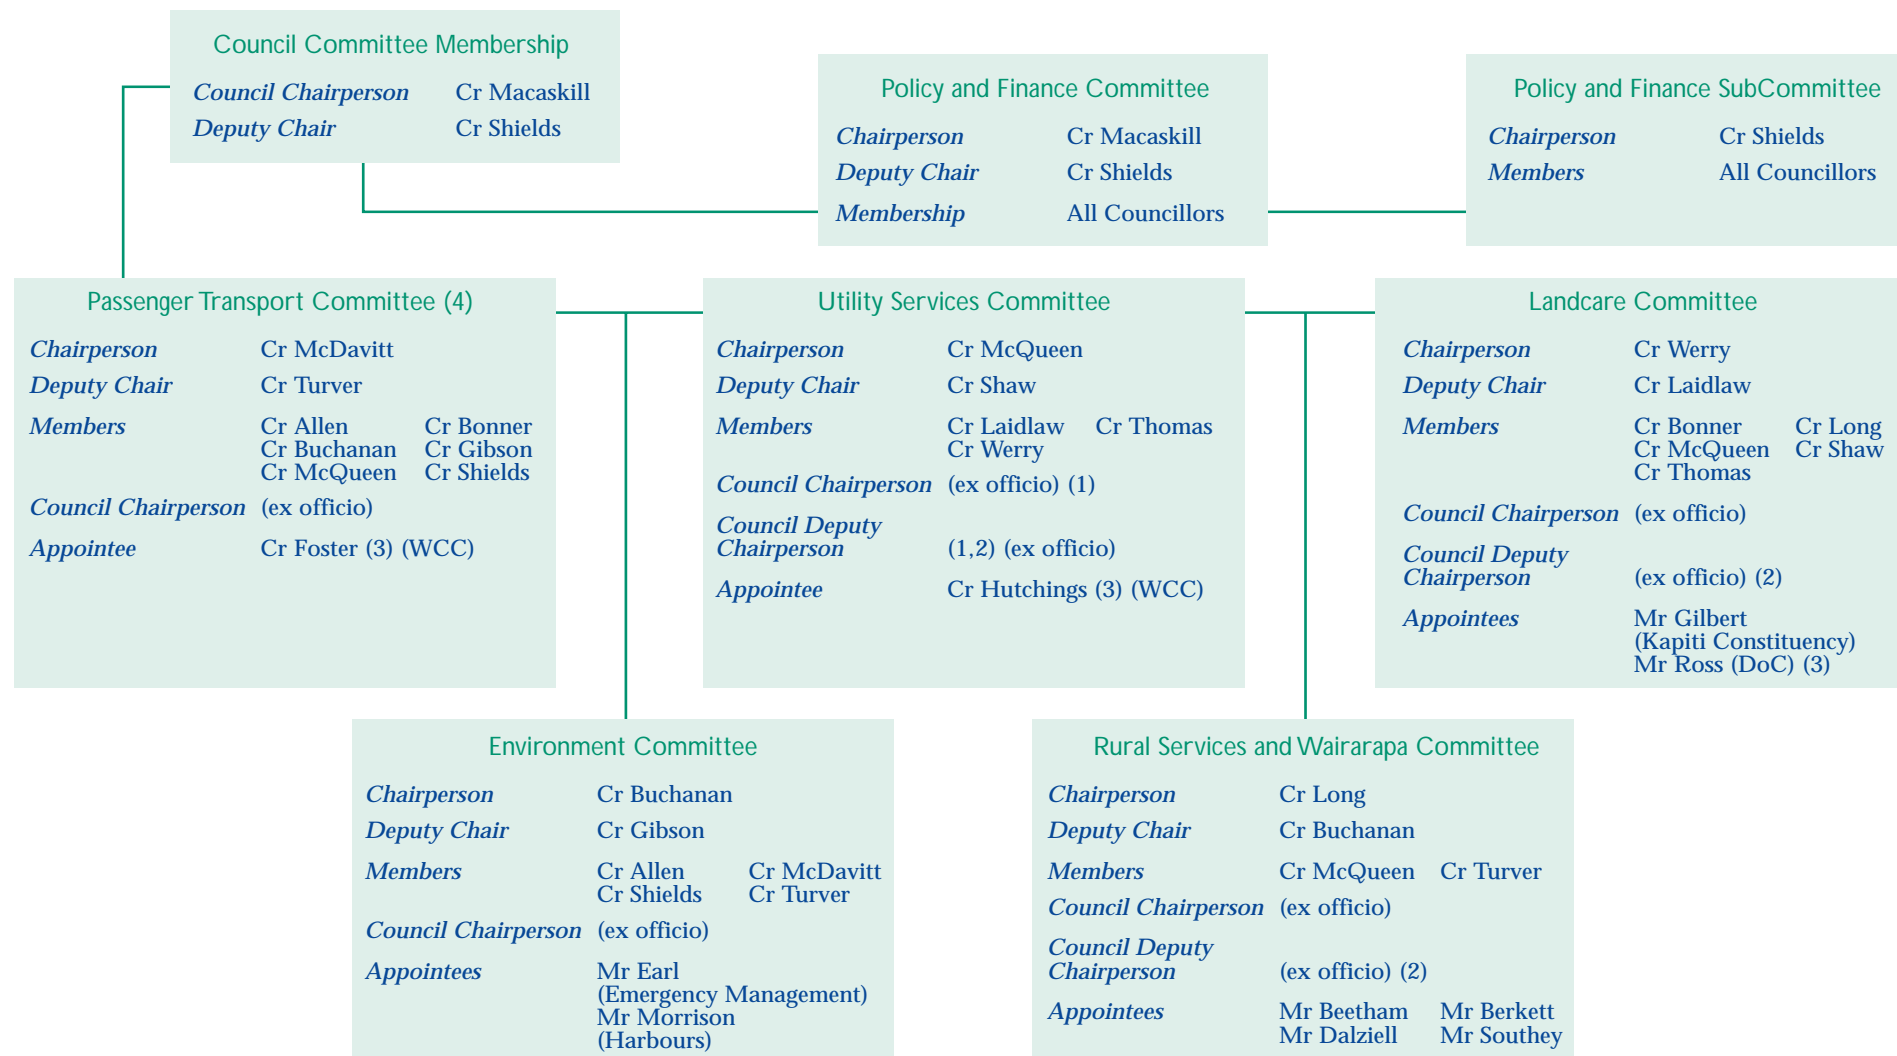 Council Committee Membership
Council Chairperson Cr Macaskill
Deputy Chair Cr Shields
Policy and Finance Committee
Chairperson Cr Macaskill
Deputy Chair Cr Shields
Membership All Councillors
Policy and Finance SubCommittee
Chairperson Cr Shields
Members All Councillors
Passenger Transport Committee (4)
Chairperson Cr McDavitt
Deputy Chair Cr Turver
Members Cr Allen Cr Bonner
Cr Buchanan Cr Gibson
Cr McQueen Cr Shields
Council Chairperson (ex officio)
Appointee Cr Foster (3) (WCC)
Utility Services Committee
Chairperson Cr McQueen
Deputy Chair Cr Shaw
Members Cr Laidlaw Cr Thomas
Cr Werry
Council Chairperson (ex officio) (1)
Council Deputy
Chairperson (1,2) (ex officio)
Appointee Cr Hutchings (3) (WCC)
Landcare Committee
Chairperson Cr Werry
Deputy Chair Cr Laidlaw
Members Cr Bonner Cr Long
Cr McQueen Cr Shaw
Cr Thomas
Council Chairperson (ex officio)
Council Deputy
Chairperson (ex officio) (2)
Appointees Mr Gilbert
(Kapiti Constituency)
Mr Ross (DoC) (3)
Environment Committee
Chairperson Cr Buchanan
Deputy Chair Cr Gibson
Members Cr Allen Cr McDavitt
Cr Shields Cr Turver
Council Chairperson (ex officio)
Appointees Mr Earl
(Emergency Management)
Mr Morrison
(Harbours)
Rural Services and Wairarapa Committee
Chairperson Cr Long
Deputy Chair Cr Buchanan
Members Cr McQueen Cr Turver
Council Chairperson (ex officio)
Council Deputy
Chairperson (ex officio) (2)
Appointees Mr Beetham Mr Berkett
Mr Dalziell Mr Southey